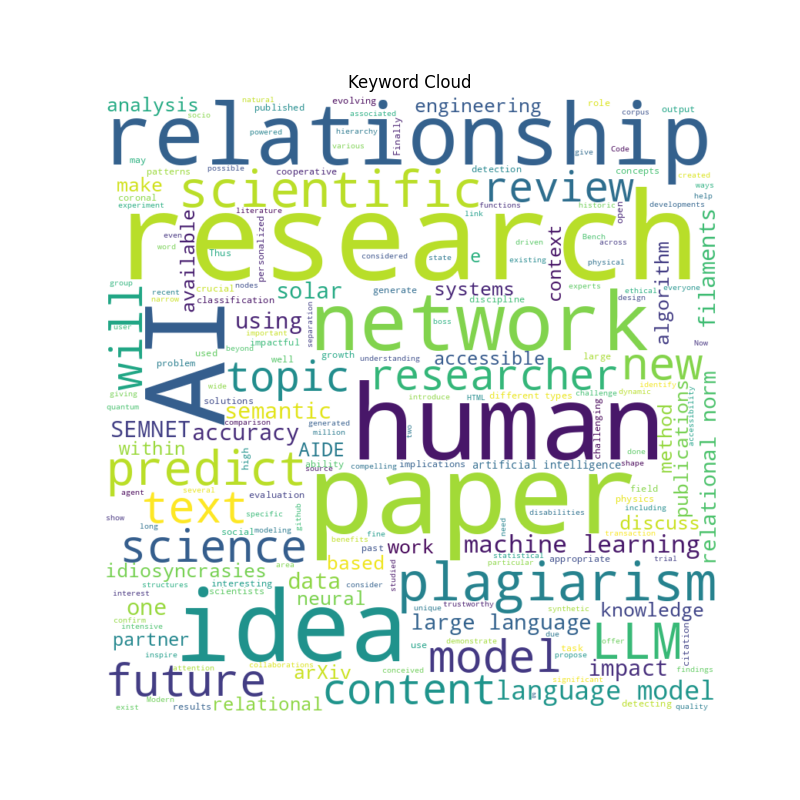 Keyword Cloud
analysis
socio
natural
published
evolving
associated
engineering
role
corpus
output
relationship
powered
hierarchy
Finally
various
possible
give
Code
may
patterns
cooperative
detection
concepts
created
make
coronal
scientific
review
ways
help
experiment
literature
functions
historic
developments
research
available
even
word
Thus
personalized
link
open
driven
Bench
across
considered
state
e
existing
physical
context
algorithm
filaments
group
recent
narrow
crucial
classification
nodes
solar
generate
systems
discipline
experts
ethical
everyone
design
will
AI
user
important
using
impactful
separation
boss
network
Now
problem
used
beyond
well
growth
understanding
accessible
large
new
giving
wide
topic
researcher
identify
quantum
solutions
introduce
HTML
different types
challenge
dynamic
semantic
million
generated
two
human
challenging
method
publications
accessibility
relational norm
SEMNET
comparison
accuracy
AIDE
done
within
high
ability
source
compelling
implications
artificial intelligence
shape
predict
agent
several
evaluation
paper
field
physics
including
show
text
long
specific
github
disabilities
discuss
social
modeling
fine
need
transaction
science
benefits
past
work
machine learning
statistical
appropriate
trial
idiosyncrasies
area
based
studied
particular
structures
interesting
scientists
data
consider
plagiarism
interest
neural
unique
trustworthy
synthetic
knowledge
confirm
one
intensive
idea
large language
due
offer
LLM
citation
partner
use
demonstrate
task
propose
inspire
attention
collaborations
model
impact
findings
future
arXiv
conceived
significant
content
language model
exist
Modern
results
relational
detecting
quality